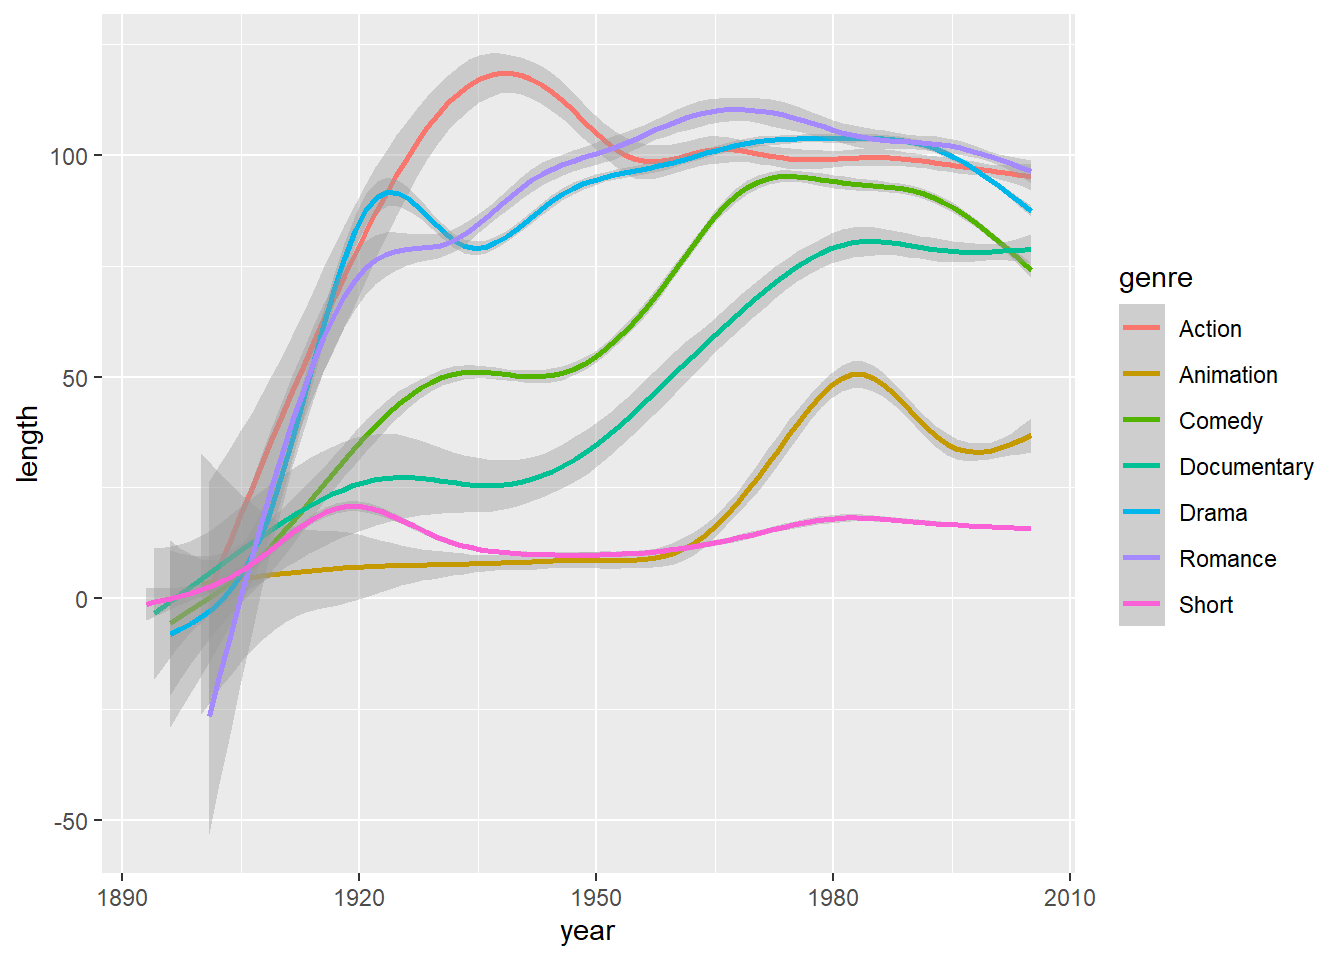 length
100
50
0
-50
1890
1920
1950
1980
2010
year
genre
Action
Animation
Comedy
Documentary
Drama
Romance
Short